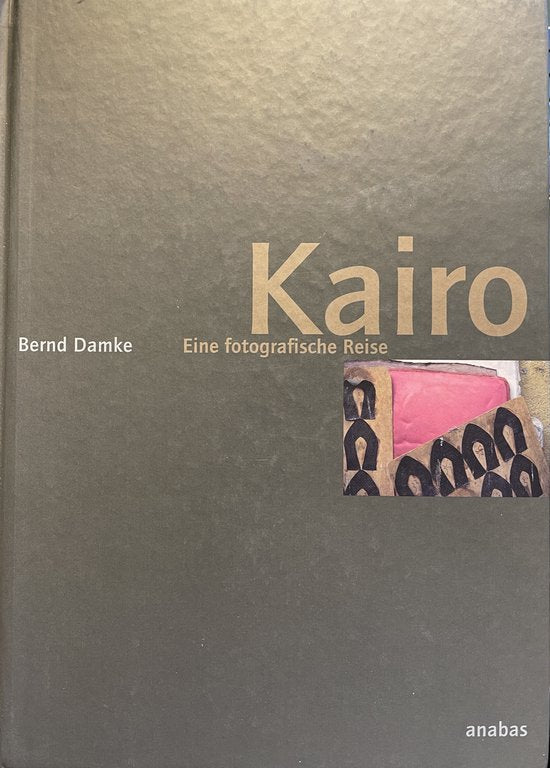 Kairo
Bernd Damke
Eine fotografische Reise
anabas